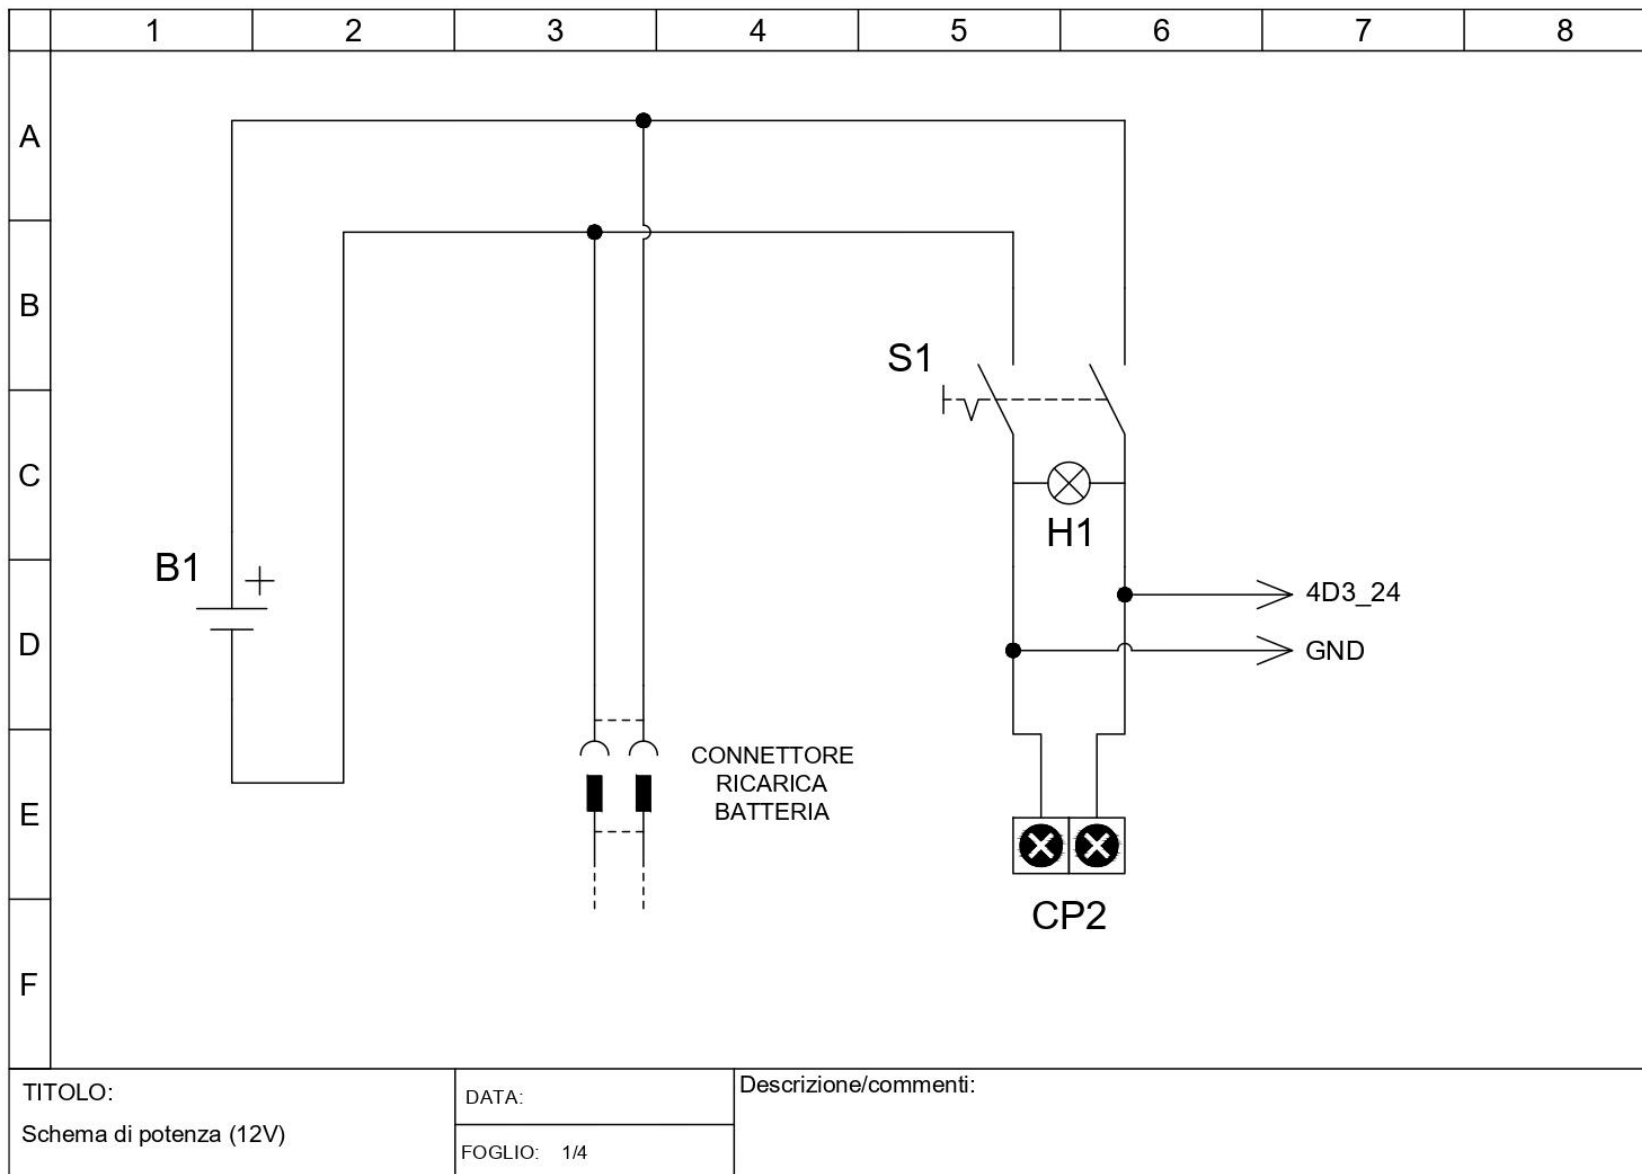 1 2 3 4 5 6 7 8
A
B
S1
C
H1
B1
+
4D3_24
D
GND
CONNETTORE
RICARICA
BATTERIA
E
CP2
F
TITOLO:
Schema di potenza (12V)
DATA:
FOGLIO: 1/4
Descrizione/commenti: